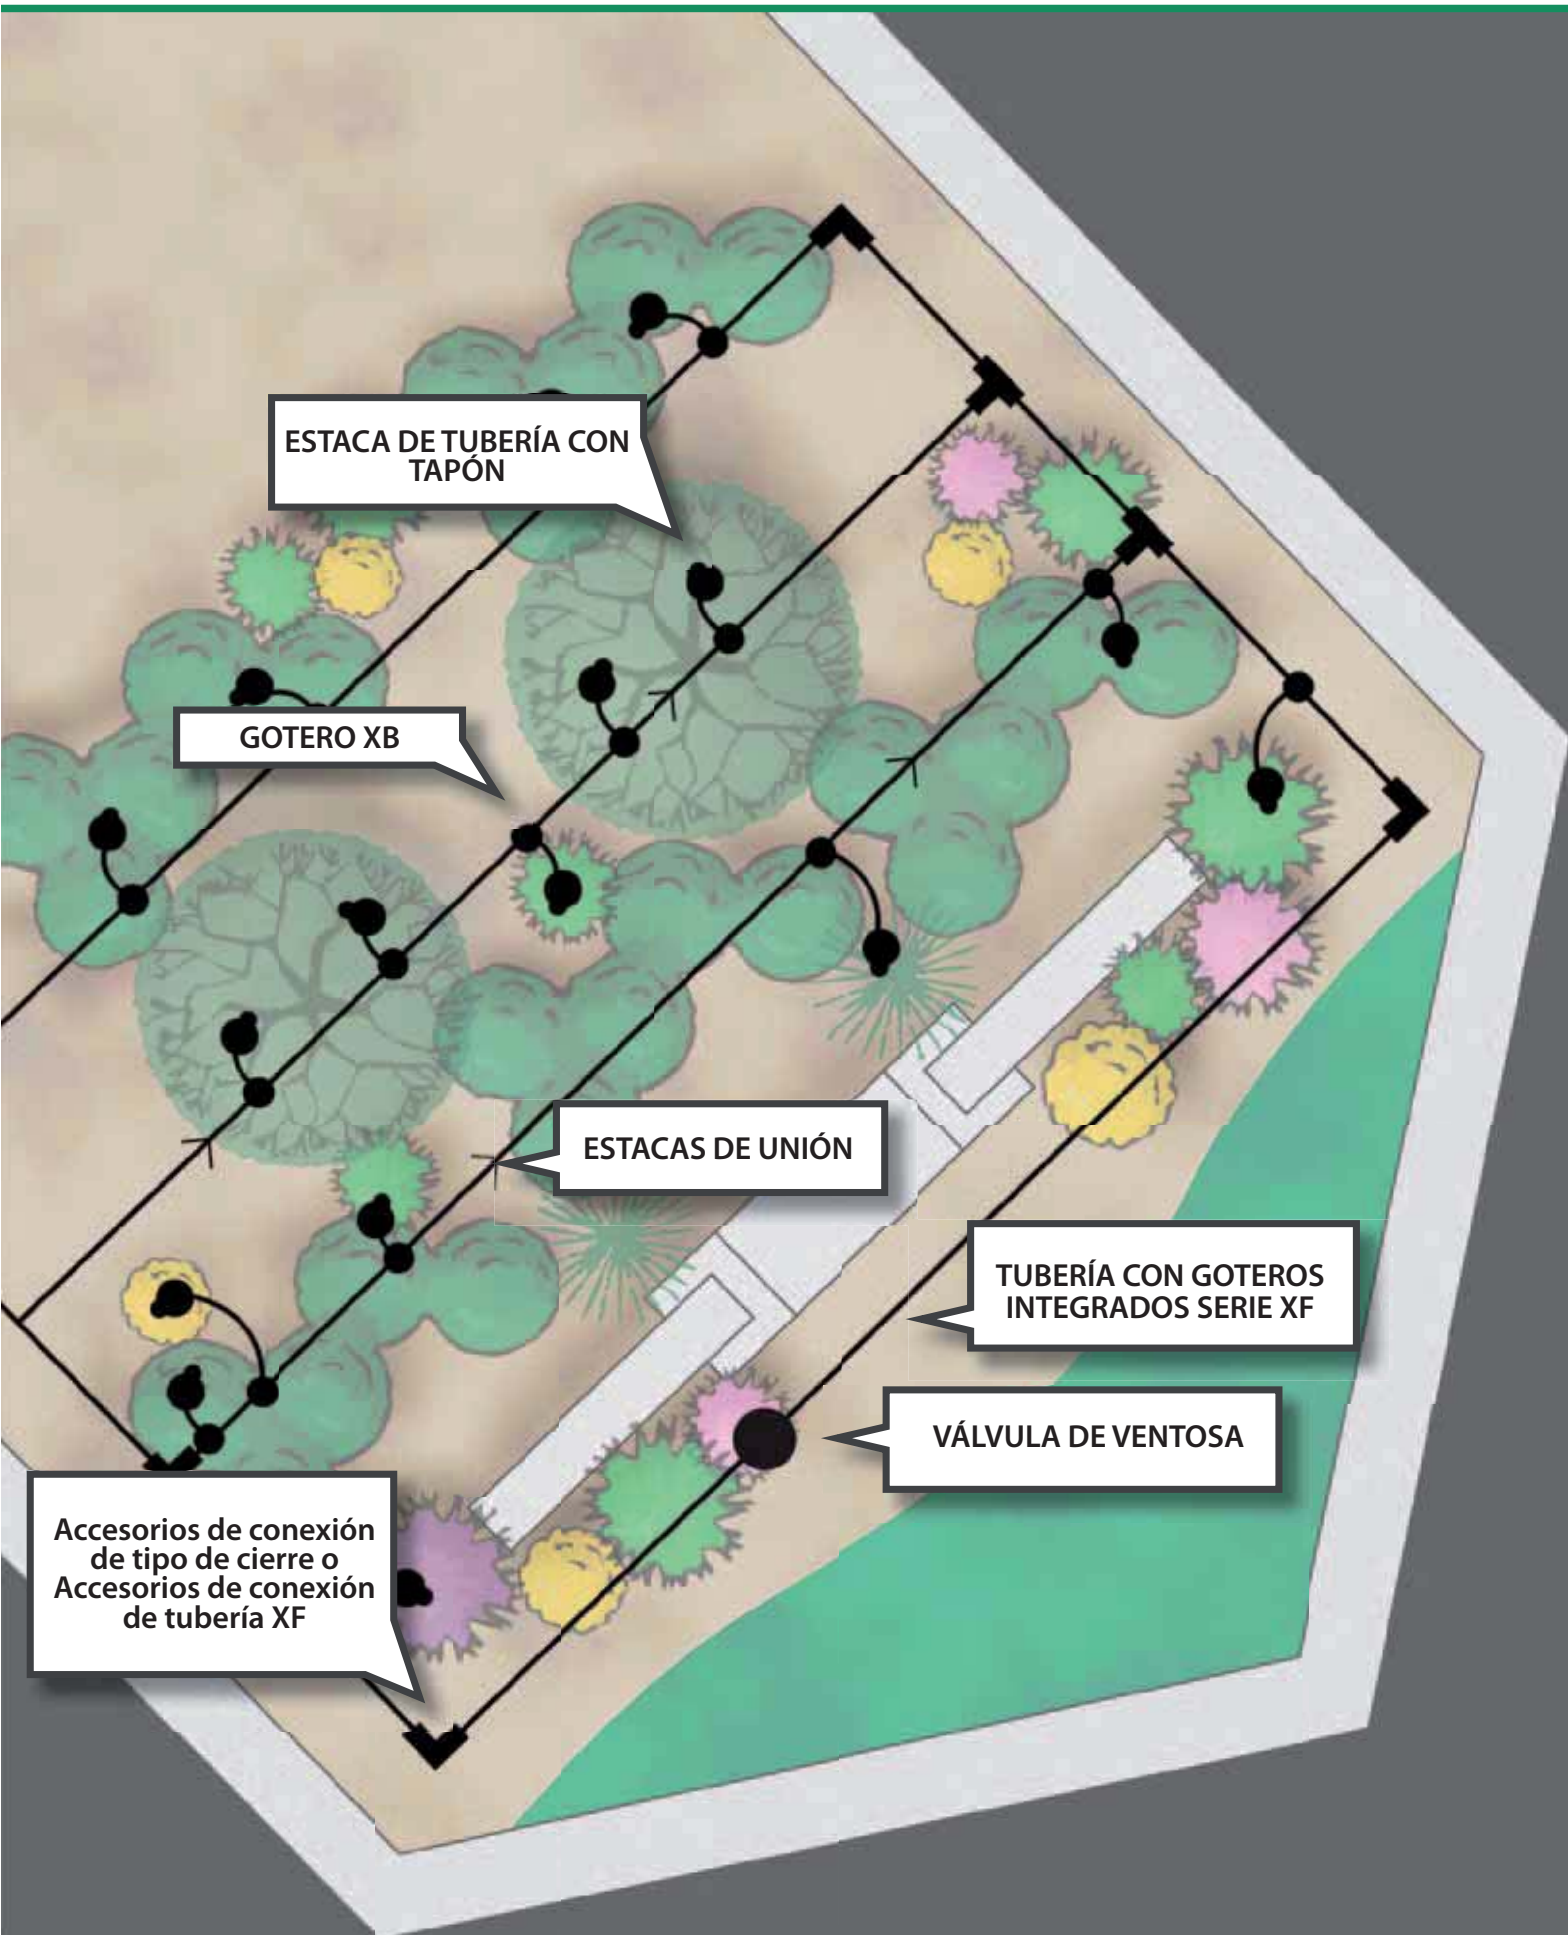 ESTACA DE TUBERÍA CON
TAPÓN
GOTERO XB
ESTACAS DE UNIÓN
TUBERÍA CON GOTEROS
INTEGRADOS SERIE XF
VÁLVULA DE VENTOSA
Accesorios de conexión
de tipo de cierre o
Accesorios de conexión
de tubería XF